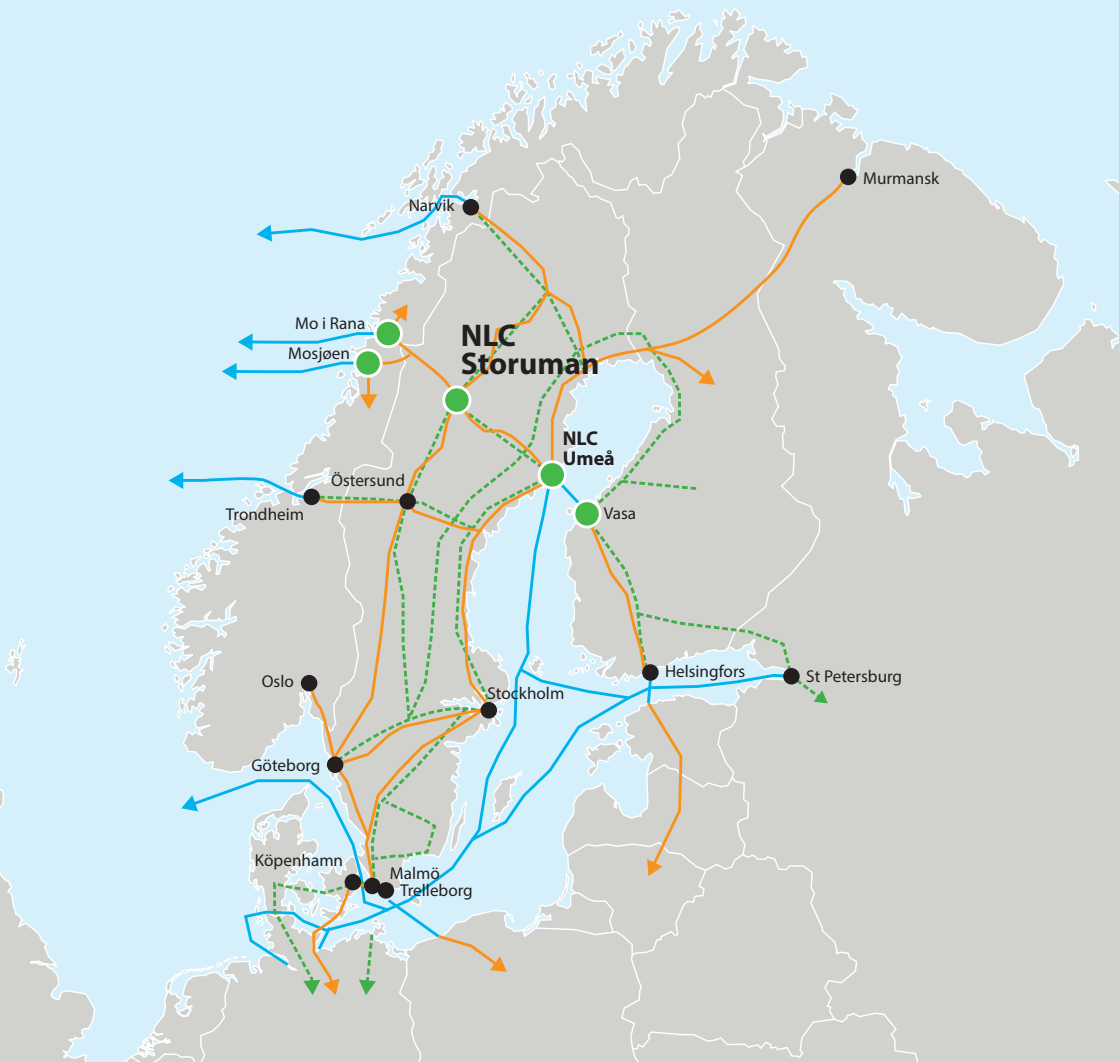 Murmansk
Narvik
Mo i Rana
Mosjøen
NLC
Storuman
NLC
Umeå
Östersund
Trondheim
Vasa
Oslo
Helsingfors
St Petersburg
Stockholm
Göteborg
Köpenhamn
Malmö
Trelleborg